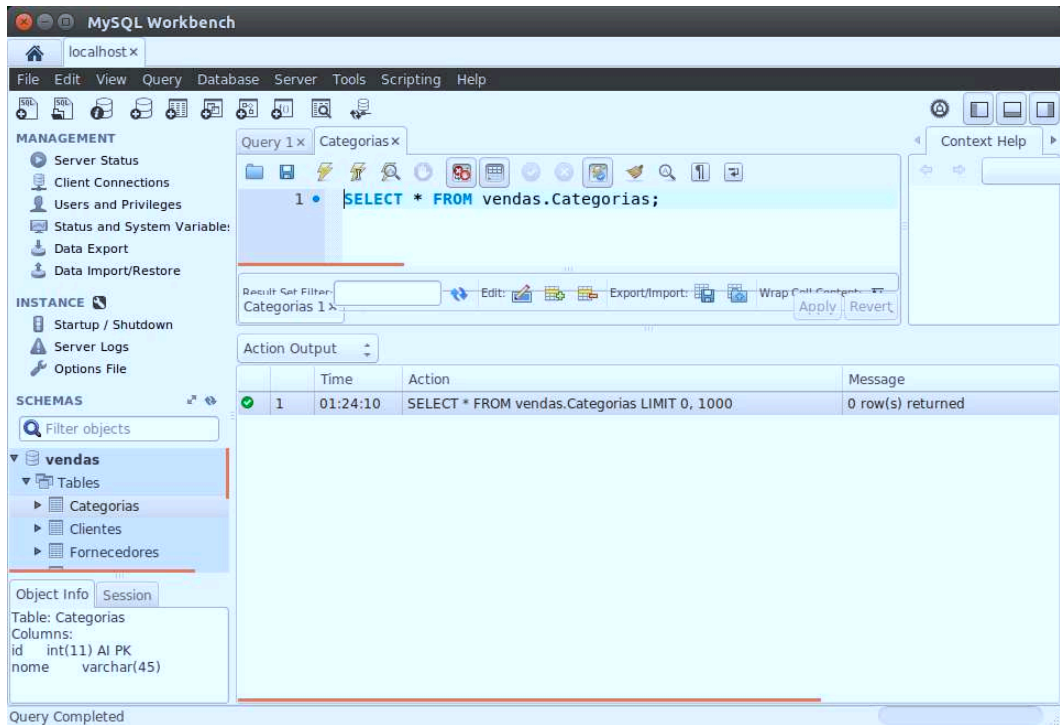 MySQL Workbench
localhost
File Edit View Query Database Server Tools Scripting Help
MANAGEMENT
Server Status
Client Connections
Users and Privileges
Status and System Variable
Data Export
Data Import/Restore
INSTANCE
Startup / Shutdown
Server Logs
Options File
SCHEMAS
Filter objects
vendas
Tables
Categorias
Clientes
Fornecedores
Object Info Session
Table: Categorias
Columns:
id int(11) AI PK
nome varchar(45)
Query 1 Categorias
1 SELECT * FROM vendas.Categorias;
Result Set Filter: Edit: Export/Import: Wrap Cell Content:
Categorias 1 Apply Revert
Action Output
Time Action Message
1 01:24:10 SELECT * FROM vendas.Categorias LIMIT 0, 1000 0 row(s) returned
Context Help
Query Completed